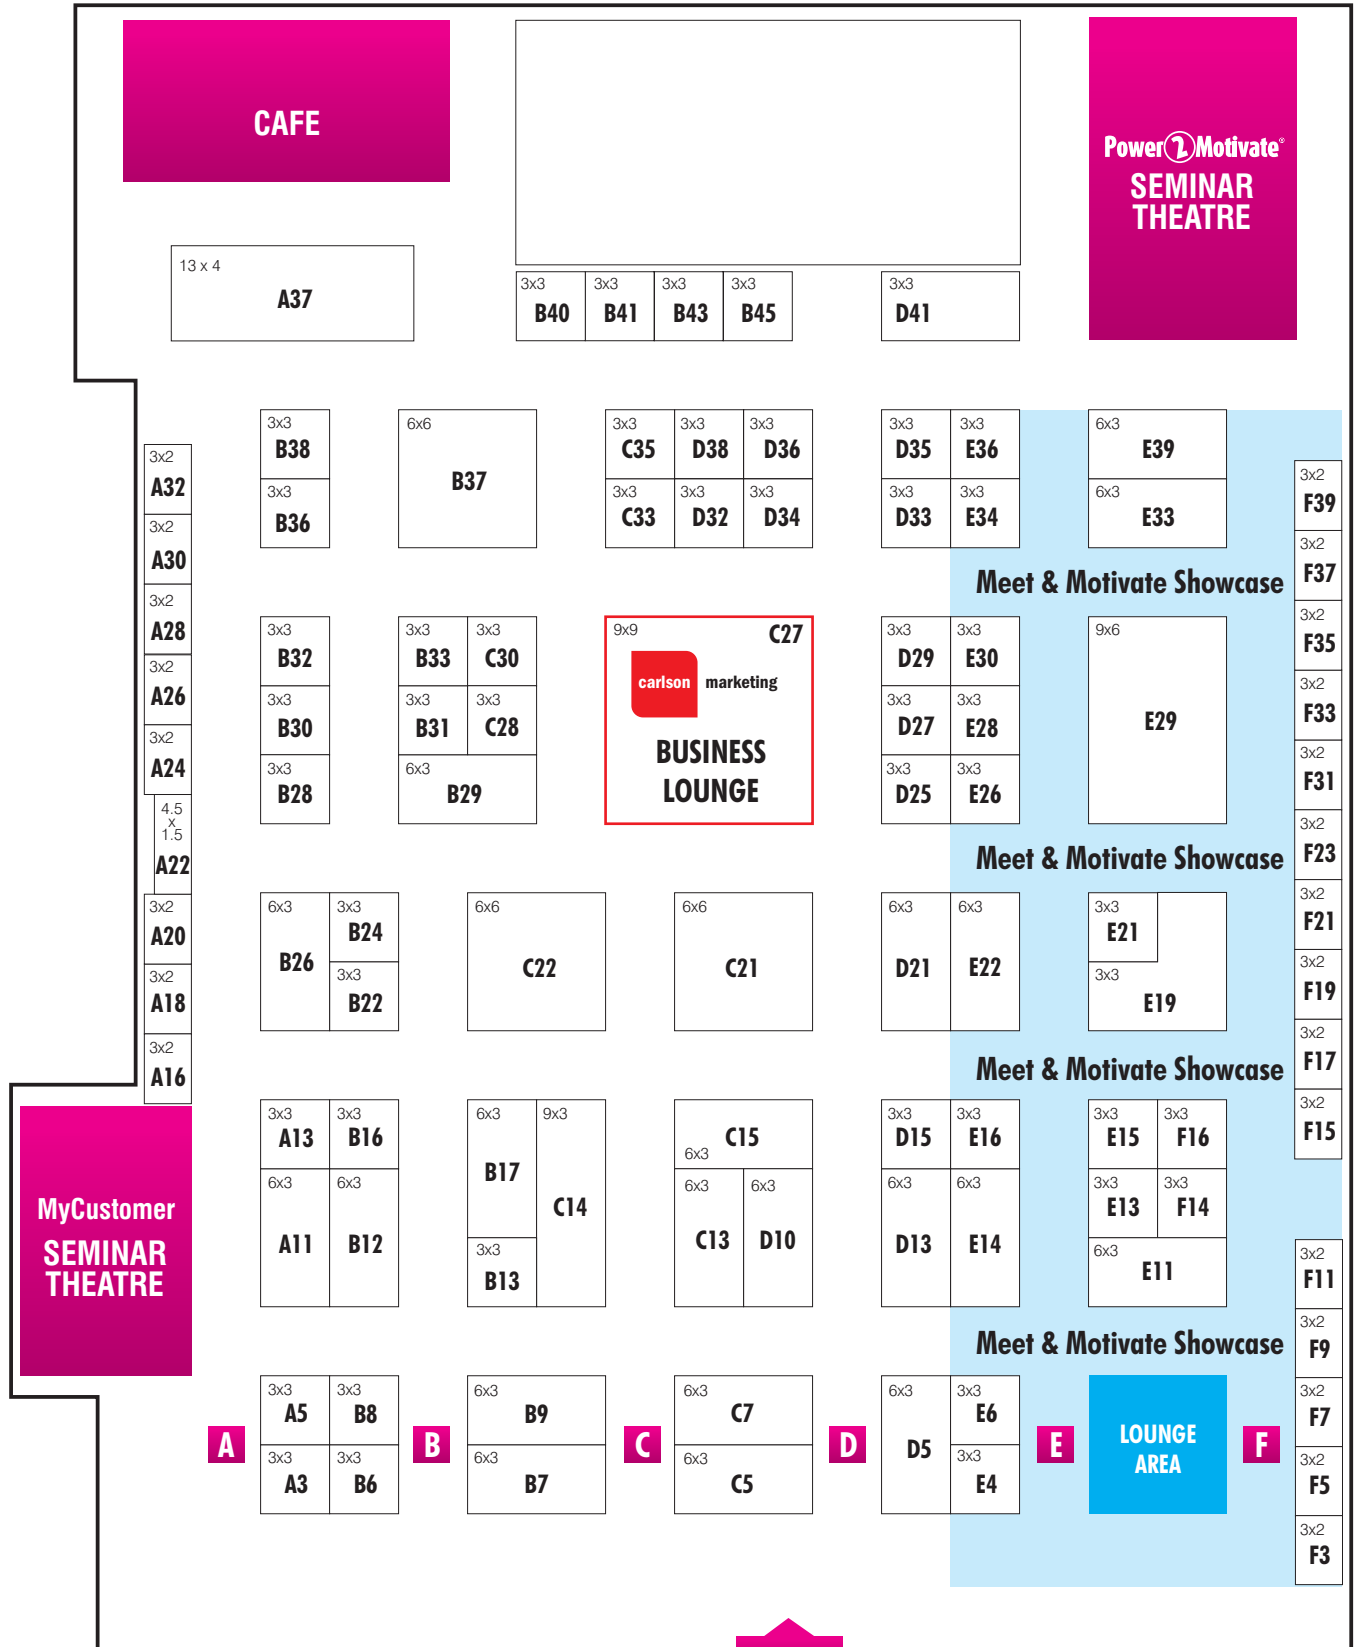 CAFE
Power2Motivate®
SEMINAR
THEATRE
13 x 4
A37
3x3
B40
3x3
B41
3x3
B43
3x3
B45
3x3
D41
3x3
B38
6x6
B37
3x3
C35
3x3
D38
3x3
D36
3x3
D35
3x3
E36
6x3
E39
3x2
A32
3x3
B36
3x3
C33
3x3
D32
3x3
D34
3x3
D33
3x3
E34
6x3
E33
3x2
F39
3x2
A30
Meet & Motivate Showcase
3x2
F37
3x2
A28
3x3
B32
3x3
B33
3x3
C30
9x9
C27
carlson marketing
BUSINESS
LOUNGE
3x3
D29
3x3
E30
9x6
E29
3x2
F35
3x2
A26
3x3
B30
3x3
B31
3x3
C28
3x3
D27
3x3
E28
3x2
F33
3x2
A24
3x3
B28
6x3
B29
3x3
D25
3x3
E26
3x2
F31
4.5
x
1.5
A22
Meet & Motivate Showcase
3x2
F23
3x2
A20
6x3
B26
3x3
B24
6x6
C22
6x6
C21
6x3
D21
6x3
E22
3x3
E21
3x2
F21
3x2
A18
3x3
B22
3x3
E19
3x2
F19
3x2
A16
Meet & Motivate Showcase
3x2
F17
MyCustomer
SEMINAR
THEATRE
3x3
A13
3x3
B16
6x3
B17
9x3
C14
C15
6x3
3x3
D15
3x3
E16
3x3
E15
3x3
F16
3x2
F15
6x3
A11
6x3
B12
6x3
C13
6x3
D10
6x3
D13
6x3
E14
3x3
E13
3x3
F14
3x3
B13
6x3
E11
3x2
F11
Meet & Motivate Showcase
3x2
F9
3x3
A5
3x3
B8
6x3
B9
6x3
C7
6x3
D5
3x3
E6
LOUNGE
AREA
3x2
F7
A
B
C
D
E
F
3x3
A3
3x3
B6
6x3
B7
6x3
C5
3x3
E4
3x2
F5
3x2
F3